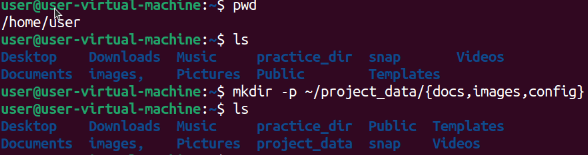 user@user-virtual-machine:~$ pwd
/home/user
user@user-virtual-machine:~$ ls
Desktop Downloads Music practice_dir snap Videos
Documents images, Pictures Public Templates
user@user-virtual-machine:~$ mkdir -p ~/project_data/{docs,images,config}
user@user-virtual-machine:~$ ls
Desktop Downloads Music practice_dir Public Templates
Documents images, Pictures project_data snap Videos